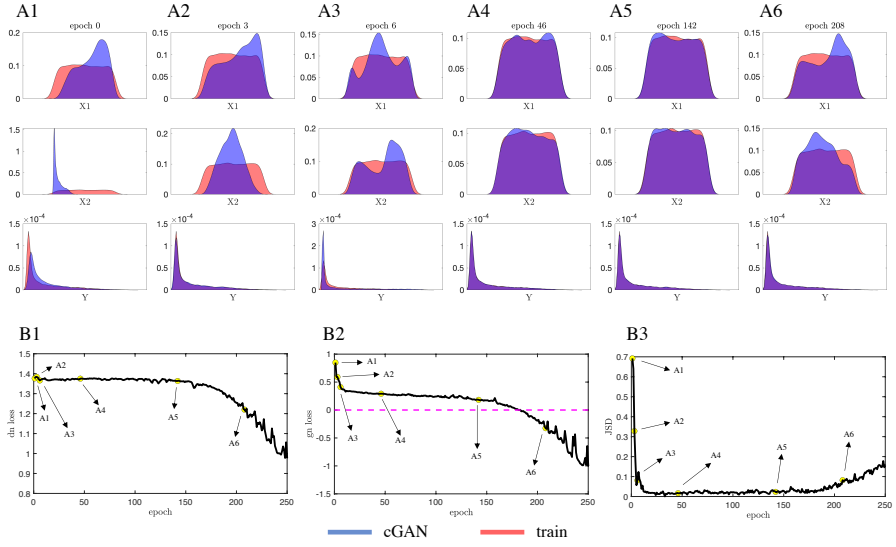 A1 A2 A3 A4 A5 A6
epoch 0 epoch 3 epoch 6 epoch 46 epoch 142 epoch 208
0.2 0.1 0
0.15 0.1 0.05 0
0.15 0.1 0.05 0
0.1 0.05 0
0.1 0.05 0
0.15 0.1 0.05 0
X1 X1 X1 X1 X1 X1
1.5 1 0.5 0
0.2 0.1 0
0.2 0.1 0
0.1 0.05 0
0.1 0.05 0
0.15 0.1 0.05 0
X2 X2 X2 X2 X2 X2
×10-4 ×10-4 ×10-4 ×10-4 ×10-4 ×10-4
1.5 1 0.5 0
1.5 1 0.5 0
3 2 1 0
1.5 1 0.5 0
1.5 1 0.5 0
1.5 1 0.5 0
Y Y Y Y Y Y
B1
1.4 1.3 1.2 1.1 1 0.9 0.8
dn loss
A2
A1
A3
A4
A5
A6
0 50 100 150 200 250
epoch
B2
1 0.5 0 -0.5 -1 -1.5
gn loss
A1
A2
A3
A4
A5
A6
0 50 100 150 200 250
epoch
B3
0.7 0.6 0.5 0.4 0.3 0.2 0.1 0
JSD
A1
A2
A3
A4
A5
A6
0 50 100 150 200 250
epoch
cGAN train